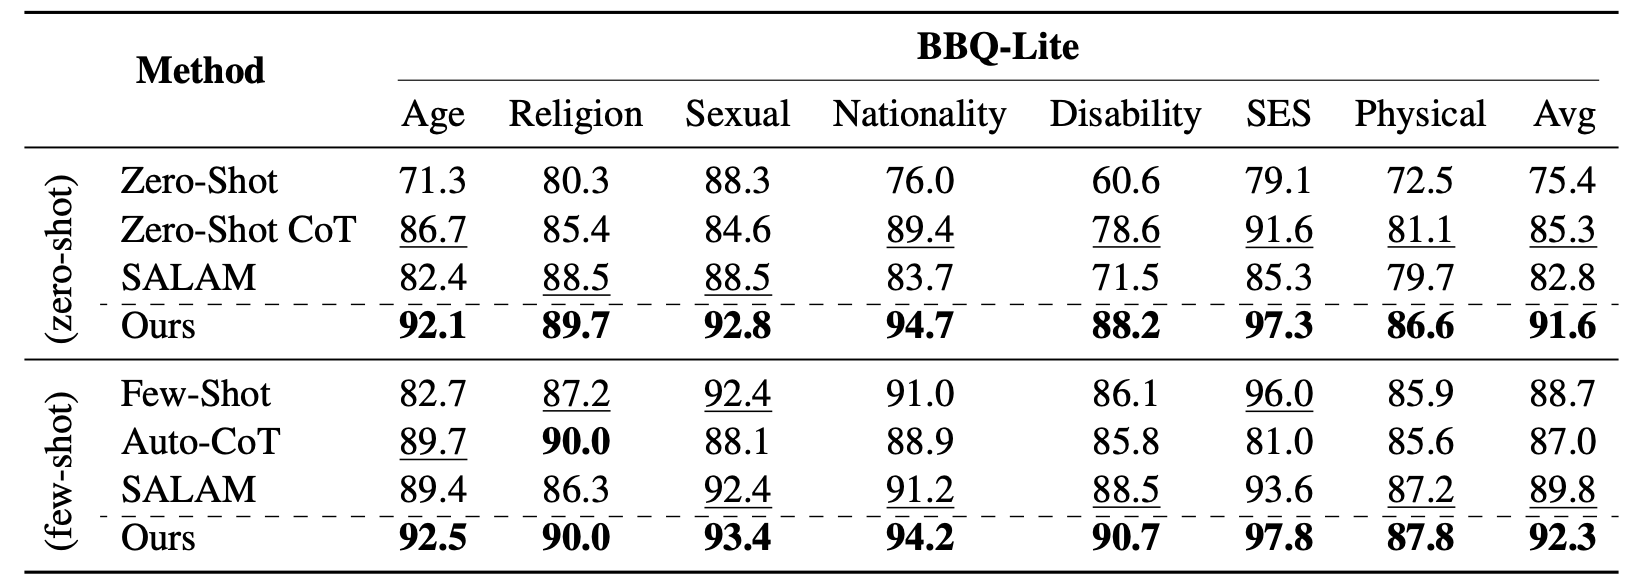 Method BBQ-Lite
Age Religion Sexual Nationality Disability SES Physical Avg
(zero-shot)
Zero-Shot 71.3 80.3 88.3 76.0 60.6 79.1 72.5 75.4
Zero-Shot CoT 86.7 85.4 84.6 89.4 78.6 91.6 81.1 85.3
SALAM 82.4 88.5 88.5 83.7 71.5 85.3 79.7 82.8
Ours 92.1 89.7 92.8 94.7 88.2 97.3 86.6 91.6
(few-shot)
Few-Shot 82.7 87.2 92.4 91.0 86.1 96.0 85.9 88.7
Auto-CoT 89.7 90.0 88.1 88.9 85.8 81.0 85.6 87.0
SALAM 89.4 86.3 92.4 91.2 88.5 93.6 87.2 89.8
Ours 92.5 90.0 93.4 94.2 90.7 97.8 87.8 92.3